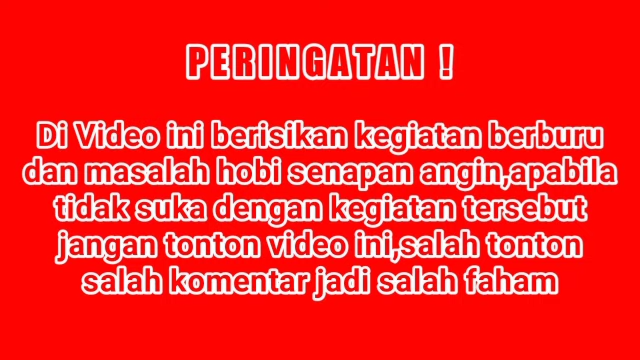 PERINGATAN !
Di Video ini berisikan kegiatan berburu
dan masalah hobi senapan angin,apabila
tidak suka dengan kegiatan tersebut
jangan tonton video ini,salah tonton
salah komentar jadi salah faham